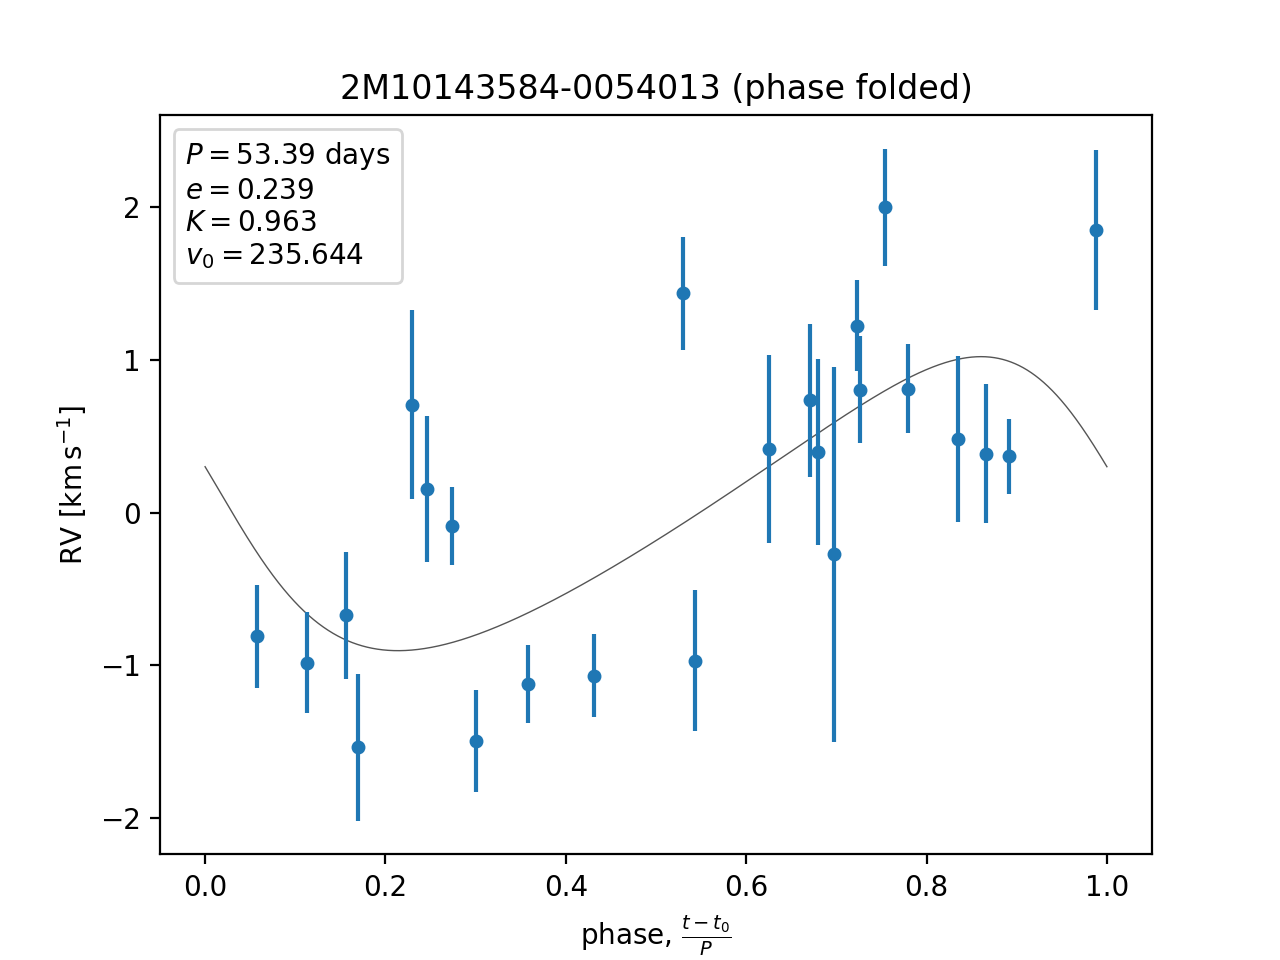 2M10143584-0054013 (phase folded)
P = 53.39 days
e = 0.239
K = 0.963
v₀ = 235.644
2
1
0
−1
−2
RV [km s⁻¹]
0.0 0.2 0.4 0.6 0.8 1.0
phase, (t − t₀)/P